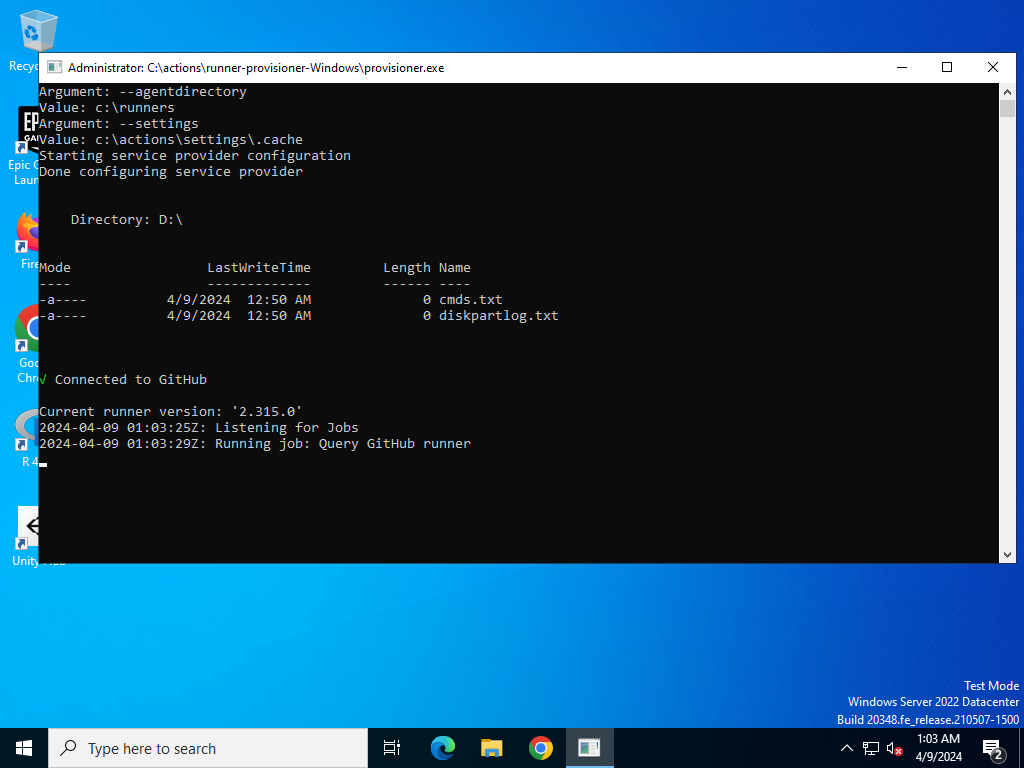 Administrator: C:\actions\runner-provisioner-Windows\provisioner.exe
Argument: --agentdirectory
Value: c:\runners
Argument: --settings
Value: c:\actions\settings\.cache
Starting service provider configuration
Done configuring service provider
Directory: D:\
Mode LastWriteTime Length Name
---- ------------- ------ ----
-a---- 4/9/2024 12:50 AM 0 cmds.txt
-a---- 4/9/2024 12:50 AM 0 diskpartlog.txt
√ Connected to GitHub
Current runner version: '2.315.0'
2024-04-09 01:03:25Z: Listening for Jobs
2024-04-09 01:03:29Z: Running job: Query GitHub runner
Recyc
EPI
GA
Epic G
Laun
Fire
Goo
Chr
R 4
Unity
Test Mode
Windows Server 2022 Datacenter
Build 20348.fe_release.210507-1500
Type here to search
1:03 AM
4/9/2024
2